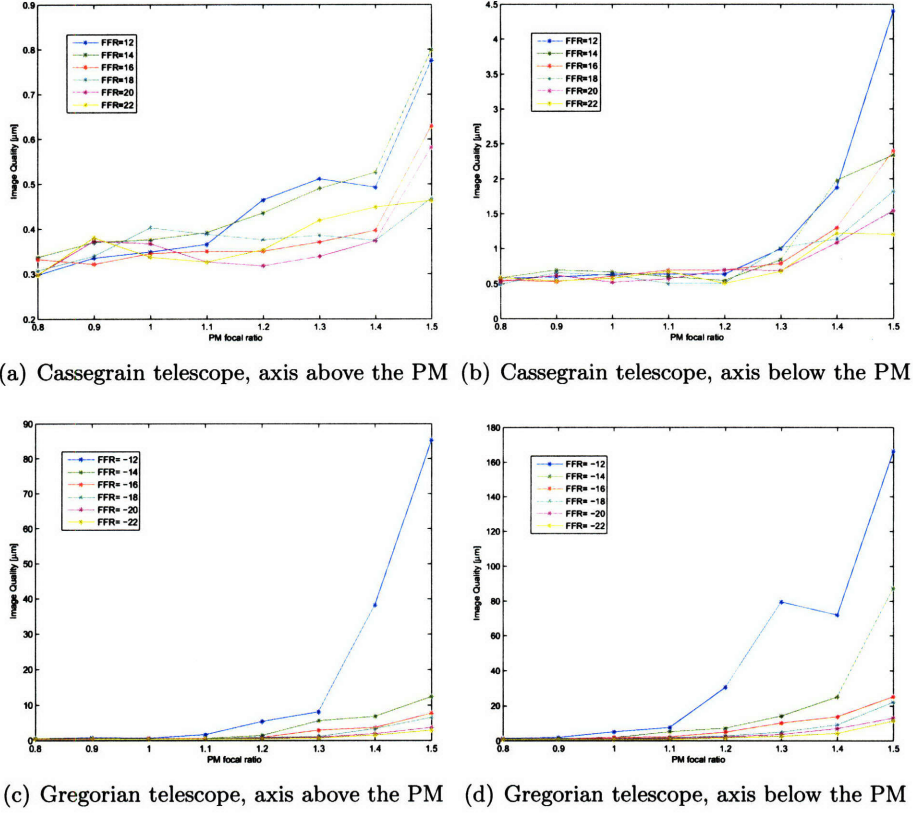 0.9
0.8
0.7
0.6
0.5
0.4
0.3
0.2
Image Quality [µm]
FFR=12
FFR=14
FFR=16
FFR=18
FFR=20
FFR=22
0.8 0.9 1 1.1 1.2 1.3 1.4 1.5
PM focal ratio
4.5
4
3.5
3
2.5
2
1.5
1
0.5
0
Image Quality [µm]
FFR=12
FFR=14
FFR=16
FFR=18
FFR=20
FFR=22
0.8 0.9 1 1.1 1.2 1.3 1.4 1.5
PM focal ratio
(a) Cassegrain telescope, axis above the PM
(b) Cassegrain telescope, axis below the PM
90
80
70
60
50
40
30
20
10
0
Image Quality [µm]
FFR= −12
FFR= −14
FFR= −16
FFR= −18
FFR= −20
FFR= −22
0.8 0.9 1 1.1 1.2 1.3 1.4 1.5
PM focal ratio
180
160
140
120
100
80
60
40
20
0
Image Quality [µm]
FFR= −12
FFR= −14
FFR= −16
FFR= −18
FFR= −20
FFR= −22
0.8 0.9 1 1.1 1.2 1.3 1.4 1.5
PM focal ratio
(c) Gregorian telescope, axis above the PM
(d) Gregorian telescope, axis below the PM